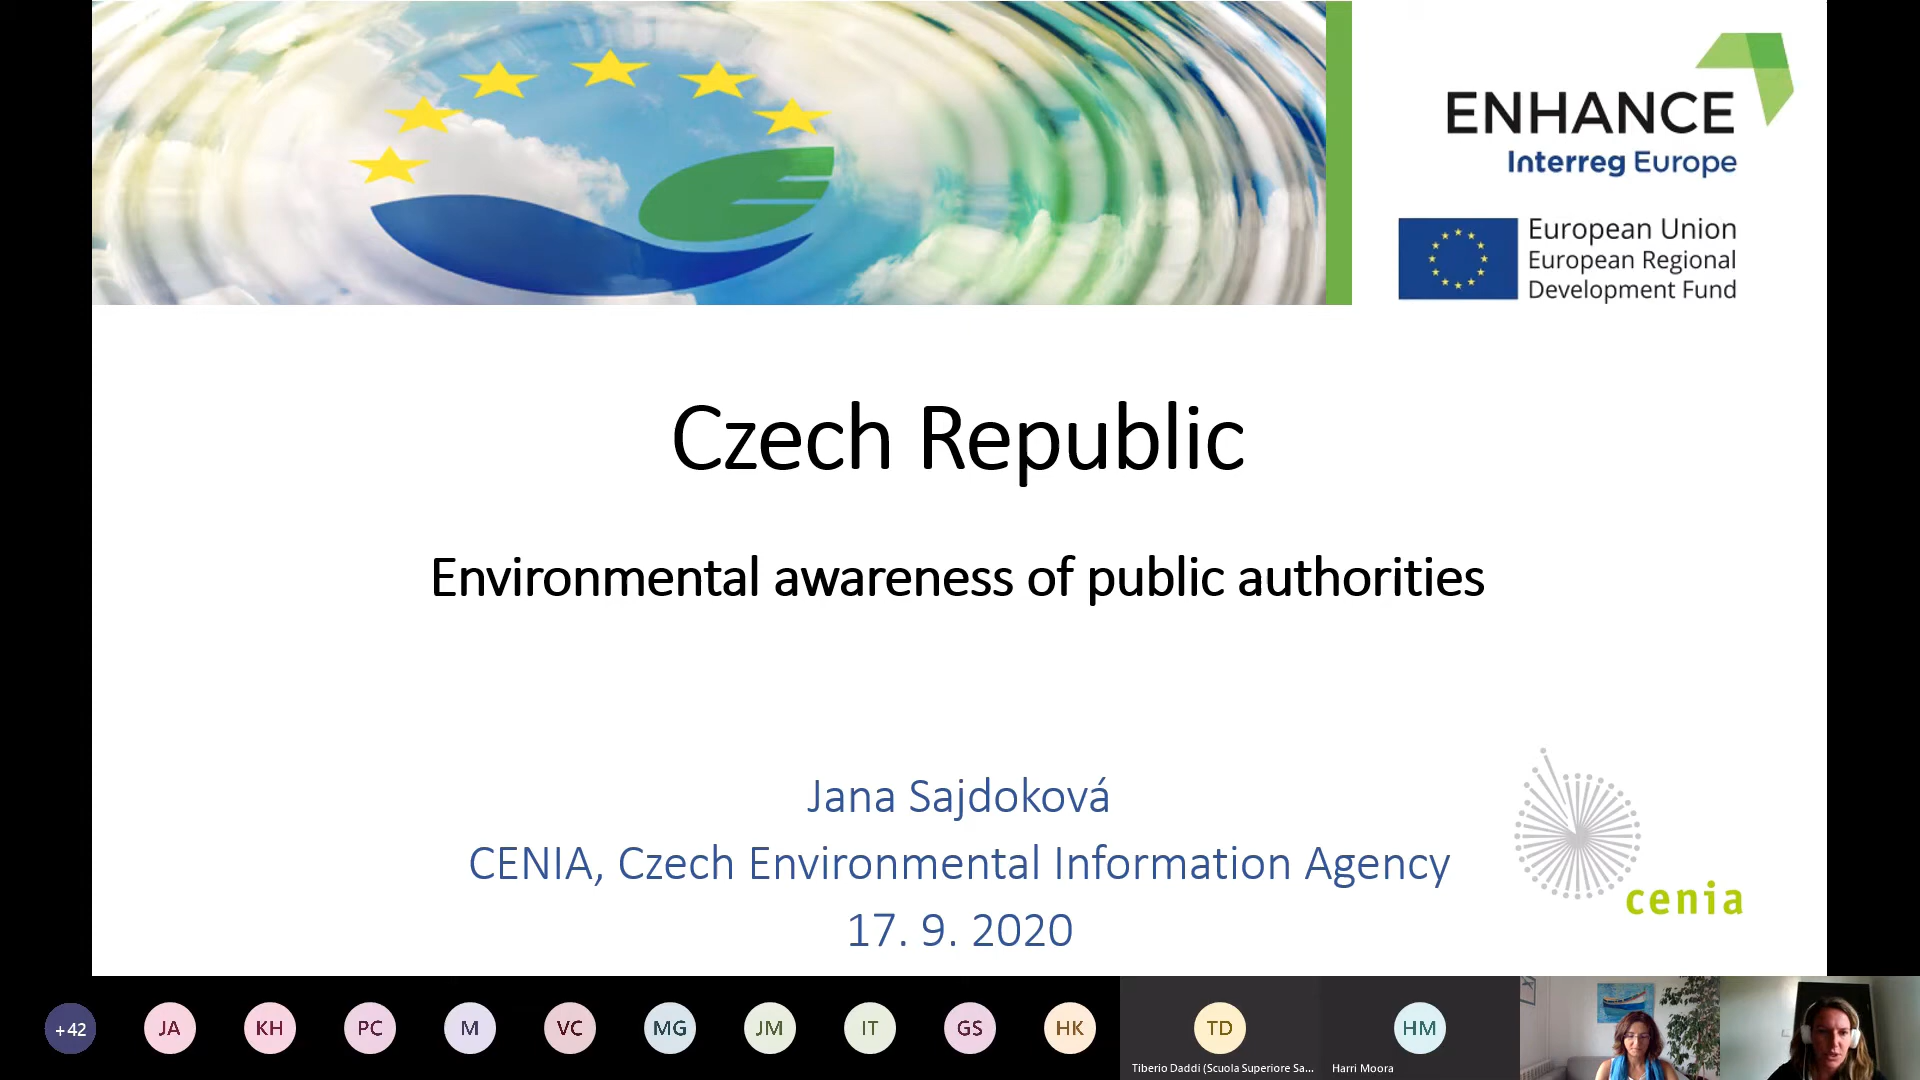 ENHANCE
Interreg Europe
European Union
European Regional
Development Fund
Czech Republic
Environmental awareness of public authorities
Jana Sajdoková
CENIA, Czech Environmental Information Agency
17. 9. 2020
cenia
+42
JA
KH
PC
M
VC
MG
JM
IT
GS
HK
TD
HM
Tiberio Daddi (Scuola Superiore Sa...
Harri Moora